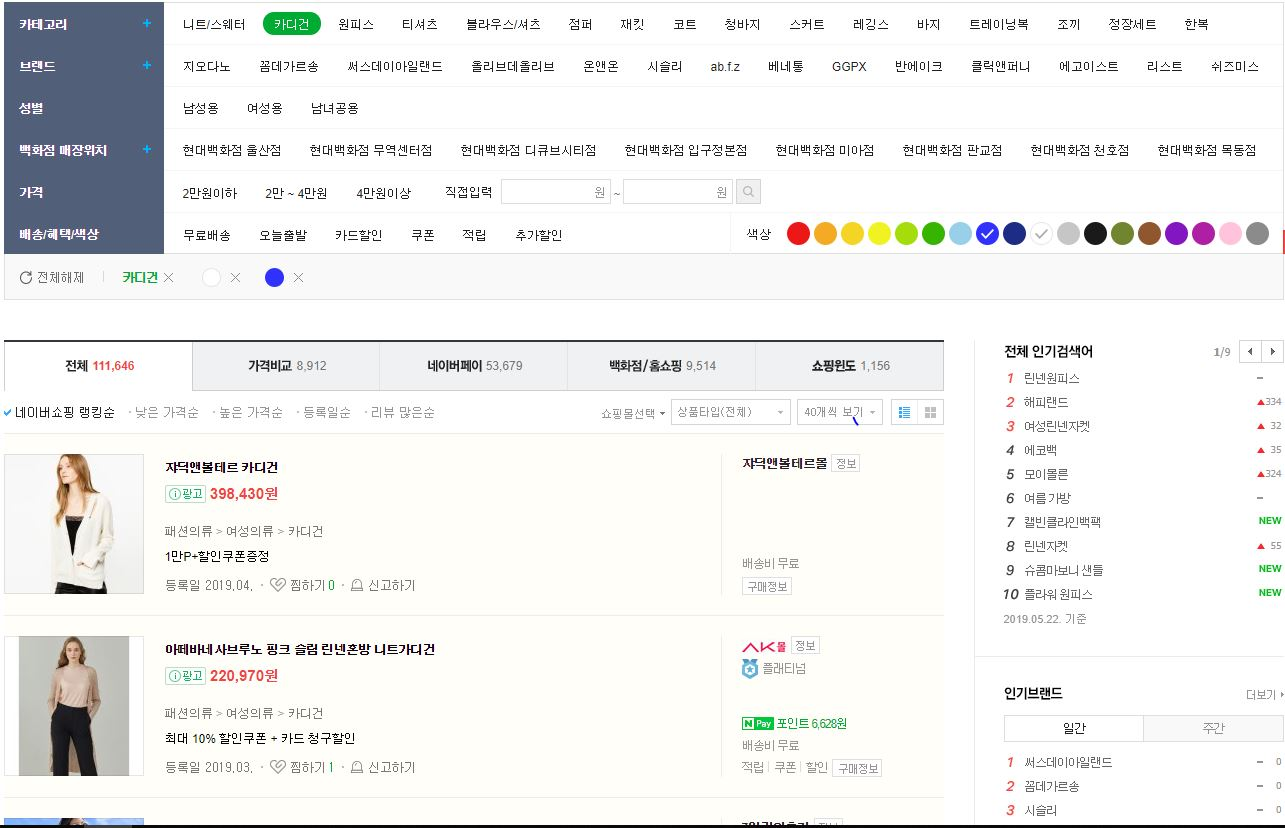 카테고리 + 니트/스웨터 카디건 원피스 티셔츠 블라우스/셔츠 점퍼 재킷 코트 청바지 스커트 레깅스 바지 트레이닝복 조끼 정장세트 한복
브랜드 + 지오다노 꼼데가르송 써스데이아일랜드 올리브데올리브 온앤온 시슬리 ab.f.z 베네통 GGPX 반에이크 클릭앤퍼니 에고이스트 리스트 쉬즈미스
성별 남성용 여성용 남녀공용
백화점 매장위치 + 현대백화점 울산점 현대백화점 무역센터점 현대백화점 디큐브시티점 현대백화점 압구정본점 현대백화점 미아점 현대백화점 판교점 현대백화점 천호점 현대백화점 목동점
가격 2만원이하 2만 ~ 4만원 4만원이상 직접입력 원 ~ 원
배송/혜택/색상 무료배송 오늘출발 카드할인 쿠폰 적립 추가할인 색상
전체해제 카디건
전체 111,646 가격비교 8,912 네이버페이 53,679 백화점/홈쇼핑 9,514 쇼핑윈도 1,156
네이버쇼핑 랭킹순 · 낮은 가격순 · 높은 가격순 · 등록일순 · 리뷰 많은순 쇼핑몰선택 상품타입(전체) 40개씩 보기
쟈딕앤볼테르 카디건
광고 398,430원
패션의류 > 여성의류 > 카디건
1만P+할인쿠폰증정
등록일 2019.04. · 찜하기 0 · 신고하기
쟈딕앤볼테르몰 정보
배송비 무료
구매정보
아떼바네사브루노 핑크 슬럽 린넨혼방 니트가디건
광고 220,970원
패션의류 > 여성의류 > 카디건
최대 10% 할인쿠폰 + 카드 청구할인
등록일 2019.03. · 찜하기 1 · 신고하기
AK몰 정보
플래티넘
N Pay 포인트 6,628원
배송비 무료
적립 쿠폰 할인 구매정보
전체 인기검색어 1/9
1 린넨원피스 –
2 해피랜드 ▲334
3 여성린넨자켓 ▲ 32
4 에코백 ▲ 35
5 모이몰른 ▲324
6 여름가방 –
7 캘빈클라인백팩 NEW
8 린넨자켓 ▲ 55
9 슈콤마보니샌들 NEW
10 플라워원피스 NEW
2019.05.22. 기준
인기브랜드 더보기
일간 주간
1 써스데이아일랜드 – 0
2 꼼데가르송 – 0
3 시슬리 – 0